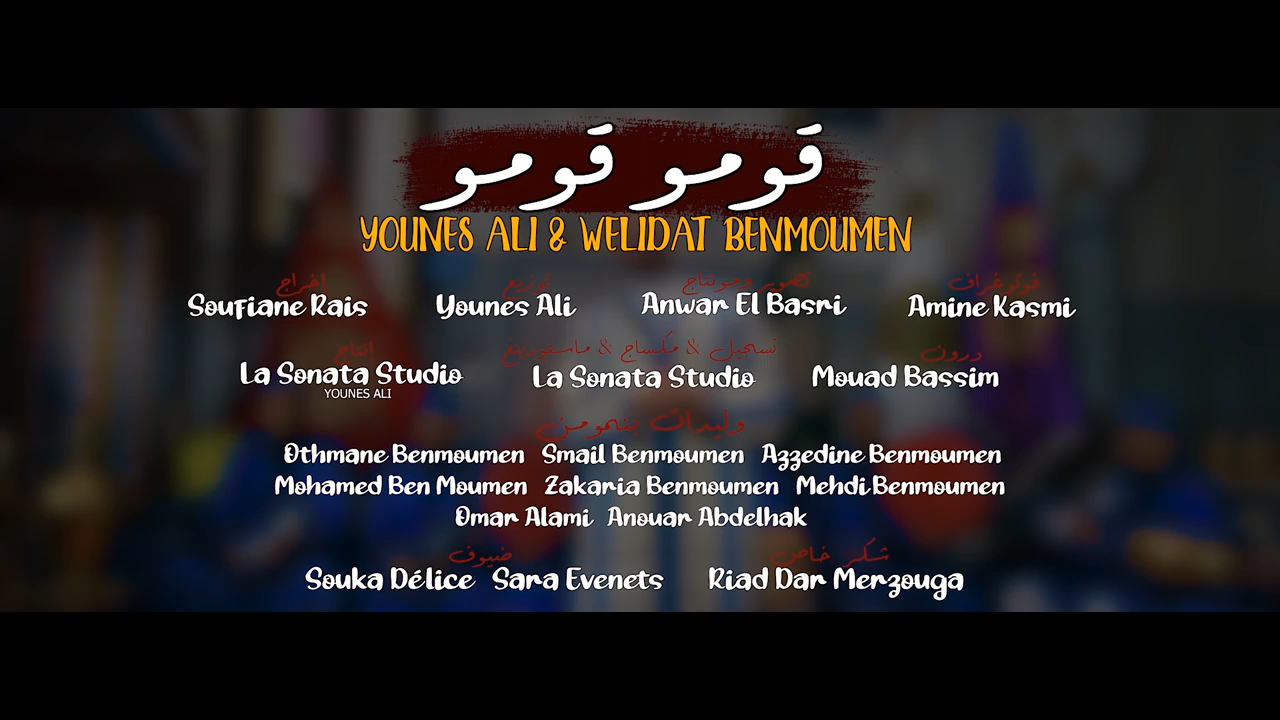 قومو قومو
YOUNES ALI & WELIDAT BENMOUMEN
اخراج توزيع تصوير ومونتاج فوتوغراف
Soufiane Rais Younes Ali Anwar El Basri Amine Kasmi
إنتاج تسجيل & مكساج & ماستورينغ درون
La Sonata Studio La Sonata Studio Mouad Bassim
YOUNES ALI
وليدات بنمومن
Othmane Benmoumen Smail Benmoumen Azzedine Benmoumen
Mohamed Ben Moumen Zakaria Benmoumen Mehdi Benmoumen
Omar Alami Anouar Abdelhak
ضيوف شكر خاص
Souka Délice Sara Evenets Riad Dar Merzouga